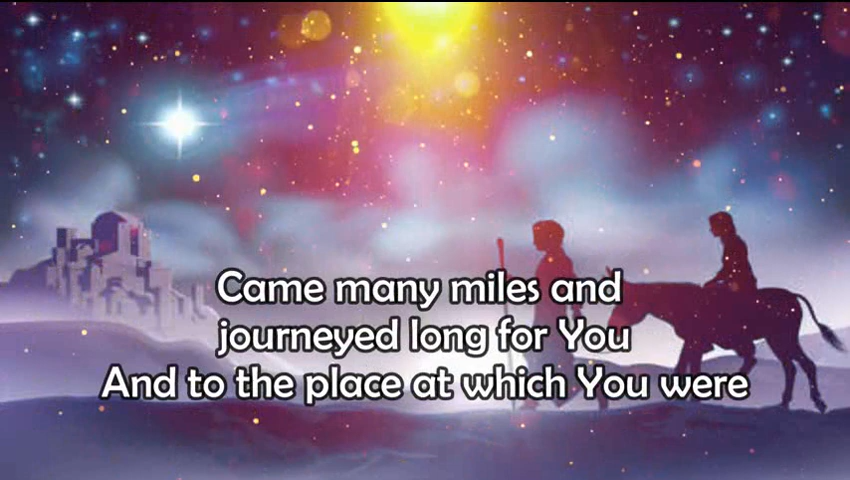 Came many miles and
journeyed long for You
And to the place at which You were